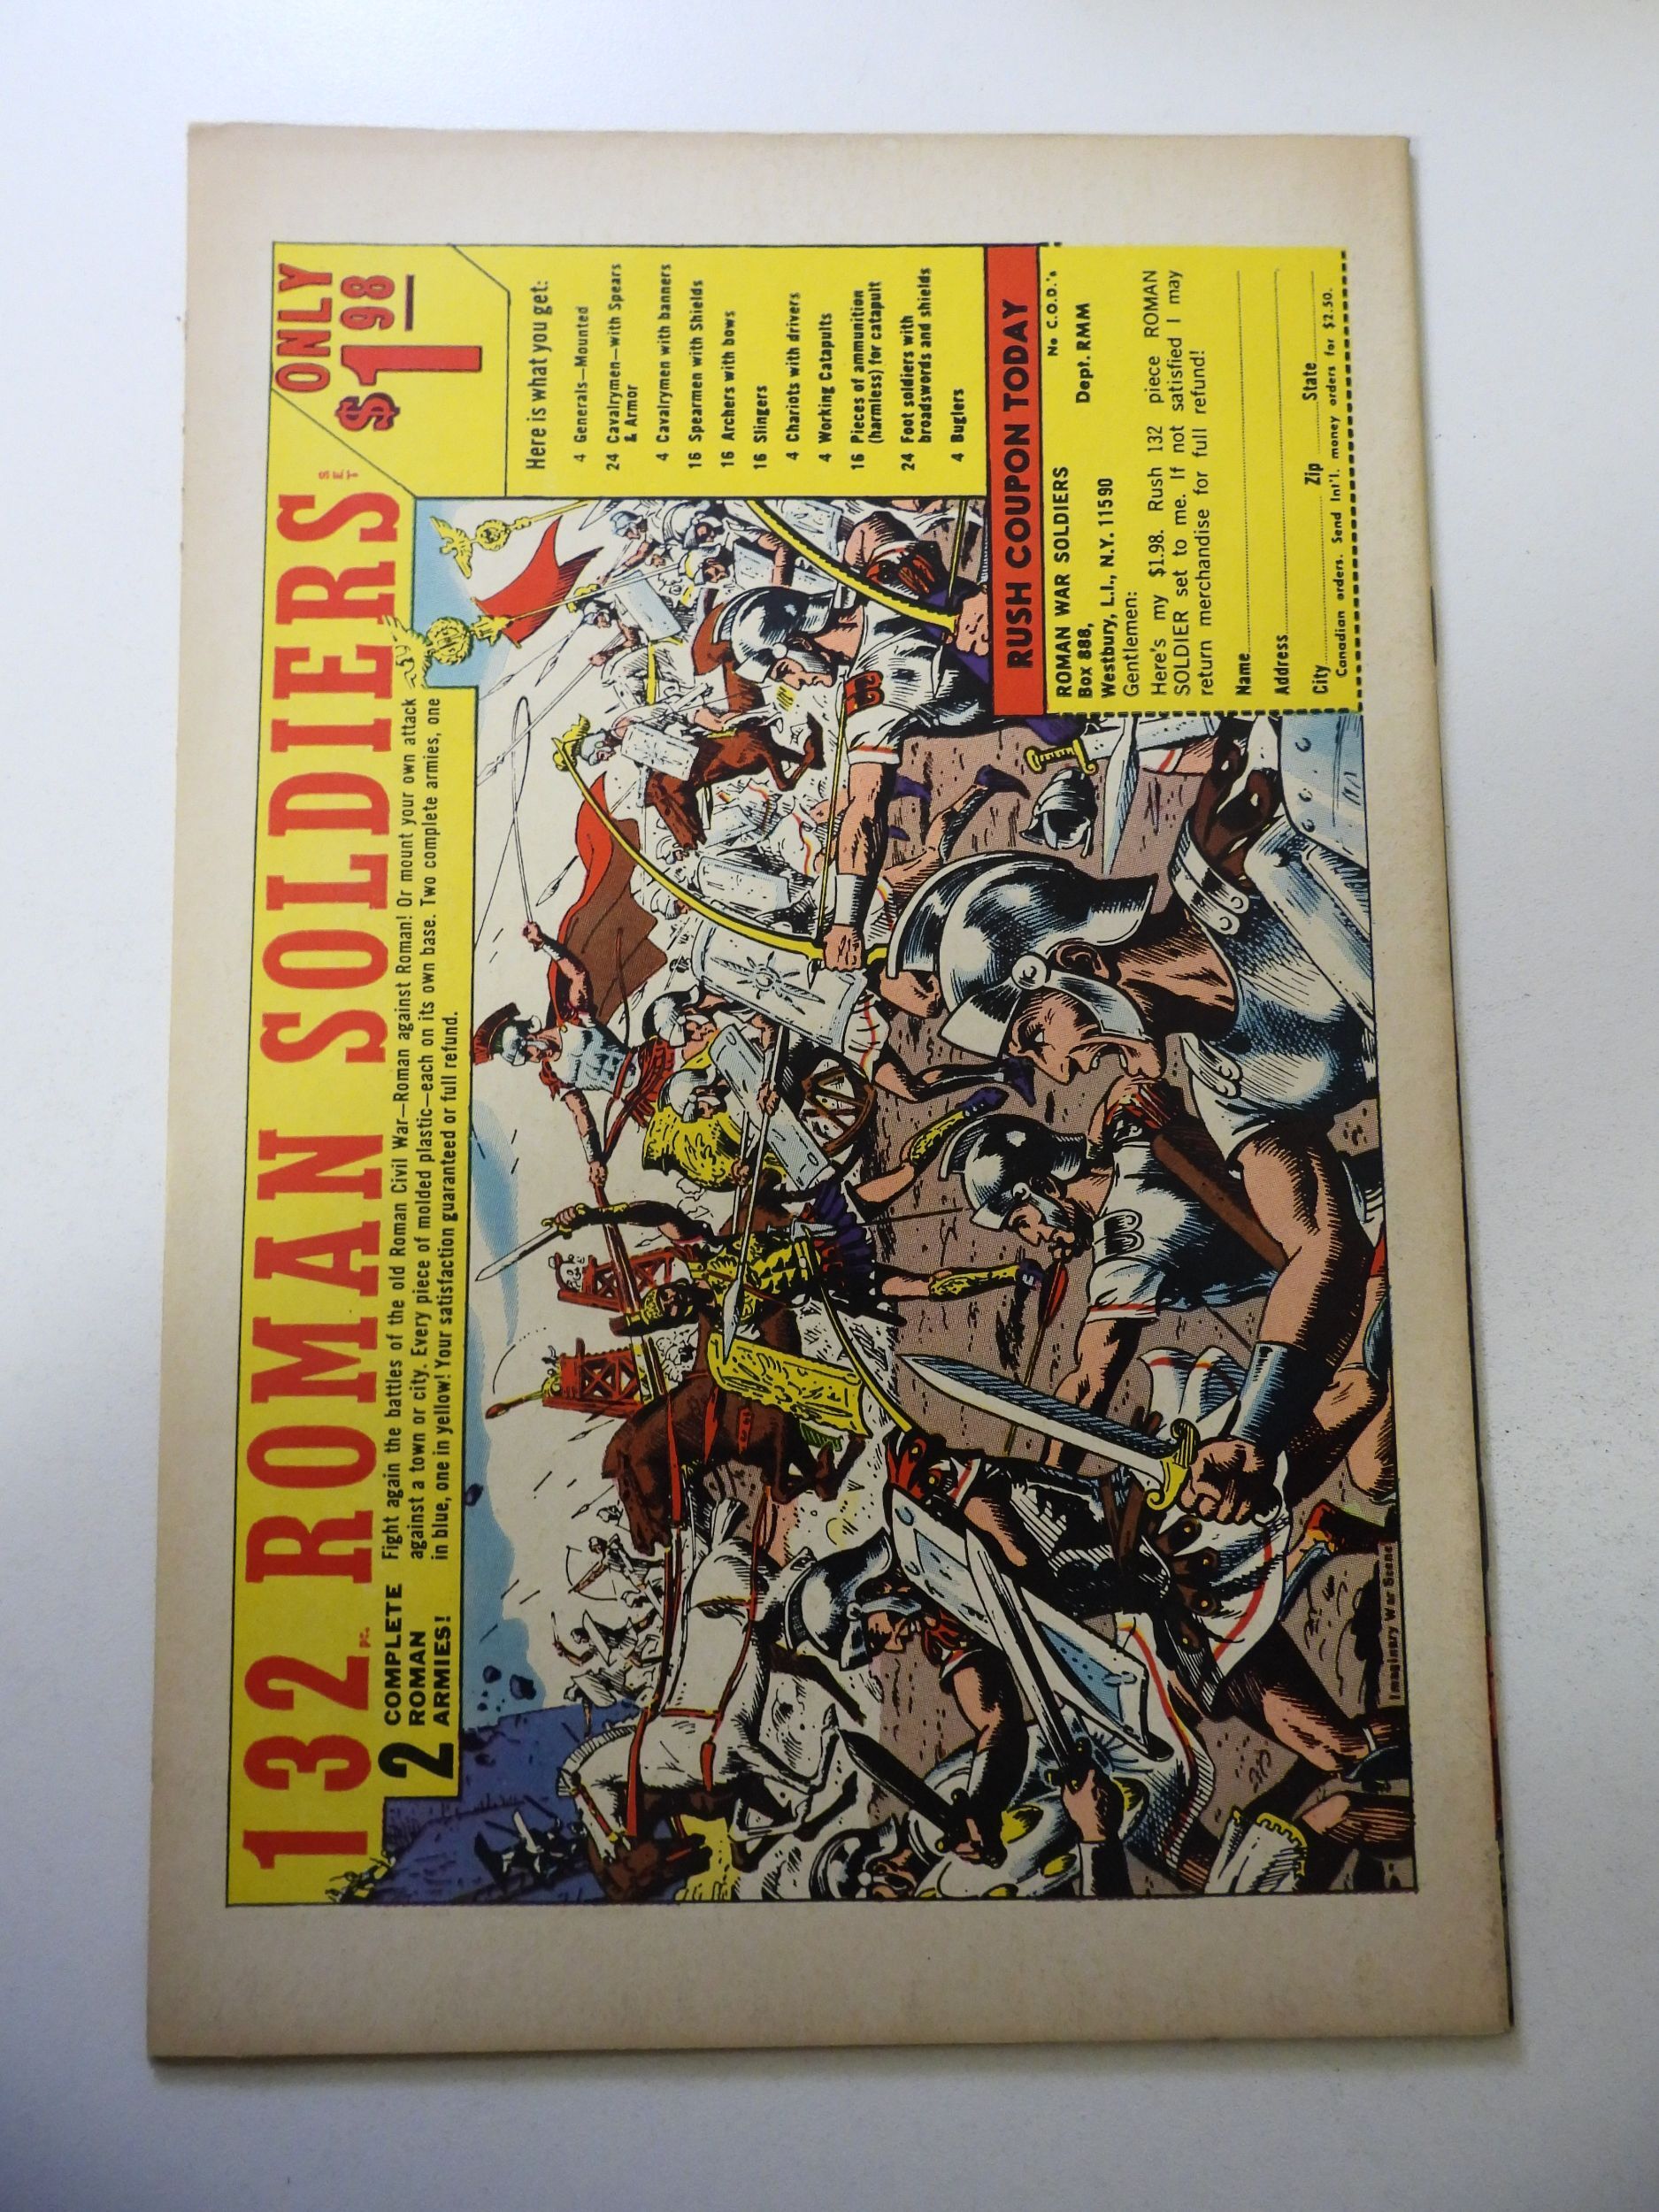 132 PC. ROMAN SOLDIERS SET
ONLY
$1.98
2 COMPLETE
ROMAN
ARMIES!
Fight again the battles of the old Roman Civil War—Roman against Roman! Or mount your own attack
against a town or city. Every piece of molded plastic—each on its own base. Two complete armies, one
in blue, one in yellow! Your satisfaction guaranteed or full refund.
Here is what you get:
4 Generals—Mounted
24 Cavalrymen—with Spears
& Armor
4 Cavalrymen with banners
16 Spearmen with Shields
16 Archers with bows
16 Slingers
4 Chariots with drivers
4 Working Catapults
16 Pieces of ammunition
(harmless) for catapult
24 Foot soldiers with
broadswords and shields
4 Buglers
RUSH COUPON TODAY
No C.O.D.'s
ROMAN WAR SOLDIERS
Box 888, Dept. RMM
Westbury, L.I., N.Y. 11590
Gentlemen:
Here's my $1.98. Rush 132 piece ROMAN
SOLDIER set to me. If not satisfied I may
return merchandise for full refund!
Name
Address
City Zip State
Canadian orders. Send Int'l. money orders for $2.50.
Imaginary War Scene